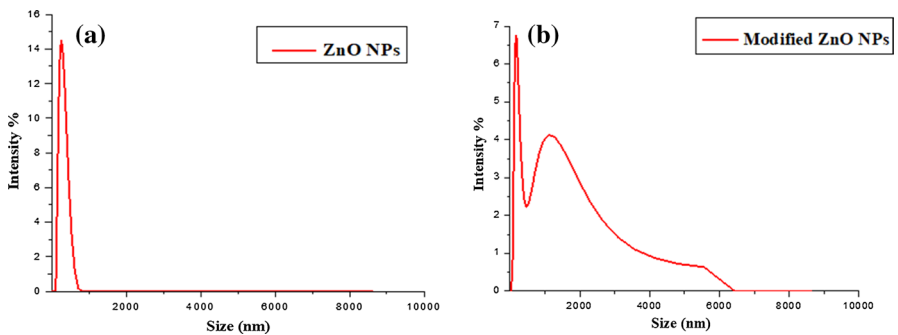 (a)
ZnO NPs
16
14
12
10
8
6
4
2
0
Intensity %
2000 4000 6000 8000 10000
Size (nm)
(b)
Modified ZnO NPs
7
6
5
4
3
2
1
0
Intensity %
2000 4000 6000 8000 10000
Size (nm)